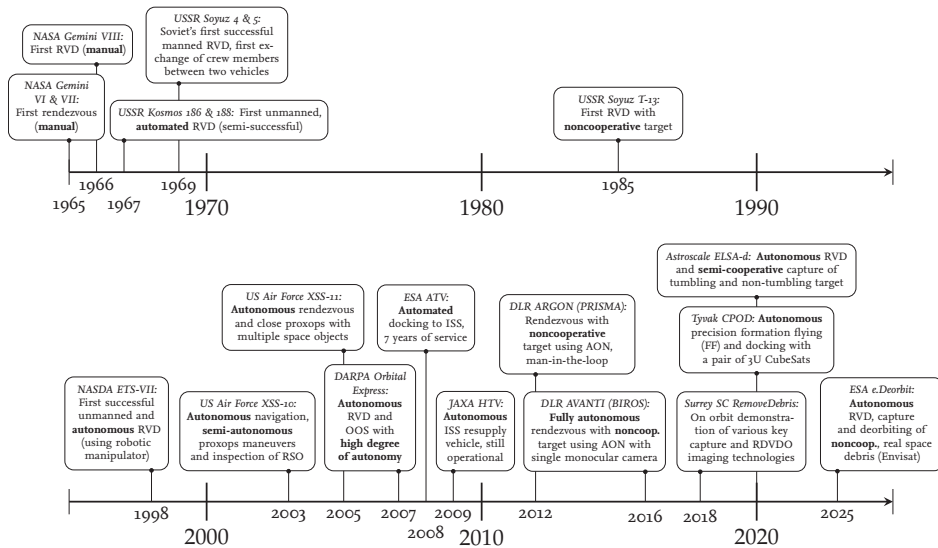 NASA Gemini VIII:
First RVD (manual)
NASA Gemini
VI & VII:
First rendezvous
(manual)
USSR Soyuz 4 & 5:
Soviet's first successful
manned RVD, first ex-
change of crew members
between two vehicles
USSR Kosmos 186 & 188: First unmanned,
automated RVD (semi-successful)
USSR Soyuz T-13:
First RVD with
noncooperative target
1965
1966
1967
1969
1970
1980
1985
1990
NASDA ETS-VII:
First successful
unmanned and
autonomous RVD
(using robotic
manipulator)
US Air Force XSS-10:
Autonomous navigation,
semi-autonomous
proxops maneuvers
and inspection of RSO
US Air Force XSS-11:
Autonomous rendezvous
and close proxops with
multiple space objects
DARPA Orbital
Express:
Autonomous
RVD and
OOS with
high degree
of autonomy
ESA ATV:
Automated
docking to ISS,
7 years of service
JAXA HTV:
Autonomous
ISS resupply
vehicle, still
operational
DLR ARGON (PRISMA):
Rendezvous with
noncooperative
target using AON,
man-in-the-loop
DLR AVANTI (BIROS):
Fully autonomous
rendezvous with noncoop.
target using AON with
single monocular camera
Astroscale ELSA-d: Autonomous RVD
and semi-cooperative capture of
tumbling and non-tumbling target
Tyvak CPOD: Autonomous
precision formation flying
(FF) and docking with
a pair of 3U CubeSats
Surrey SC RemoveDebris:
On orbit demonstra-
tion of various key
capture and RDVDO
imaging technologies
ESA e.Deorbit:
Autonomous
RVD, capture
and deorbiting of
noncoop., real space
debris (Envisat)
1998
2000
2003
2005
2007
2008
2009
2010
2012
2016
2018
2020
2025